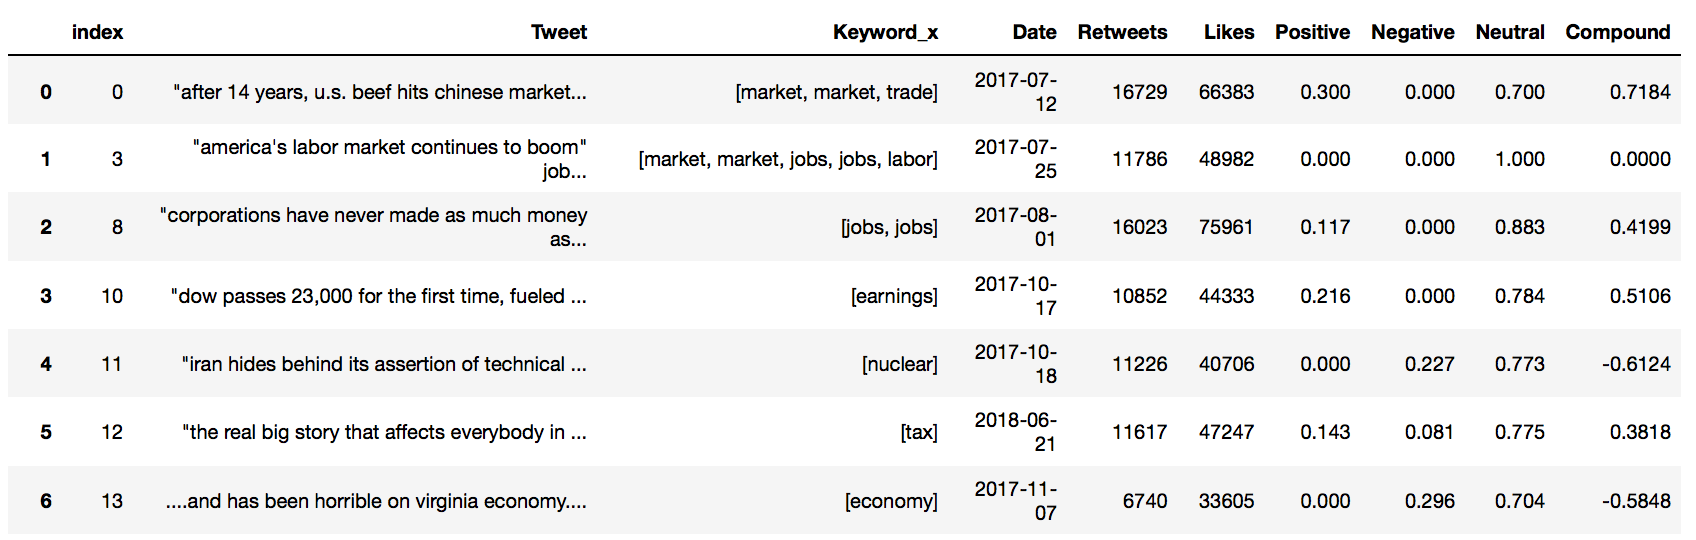 index Tweet Keyword_x Date Retweets Likes Positive Negative Neutral Compound
0 0 "after 14 years, u.s. beef hits chinese market... [market, market, trade] 2017-07-
12 16729 66383 0.300 0.000 0.700 0.7184
1 3 "america's labor market continues to boom"
job... [market, market, jobs, jobs, labor] 2017-07-
25 11786 48982 0.000 0.000 1.000 0.0000
2 8 "corporations have never made as much money
as... [jobs, jobs] 2017-08-
01 16023 75961 0.117 0.000 0.883 0.4199
3 10 "dow passes 23,000 for the first time, fueled ... [earnings] 2017-10-
17 10852 44333 0.216 0.000 0.784 0.5106
4 11 "iran hides behind its assertion of technical ... [nuclear] 2017-10-
18 11226 40706 0.000 0.227 0.773 -0.6124
5 12 "the real big story that affects everybody in ... [tax] 2018-06-
21 11617 47247 0.143 0.081 0.775 0.3818
6 13 ....and has been horrible on virginia economy.... [economy] 2017-11-
07 6740 33605 0.000 0.296 0.704 -0.5848